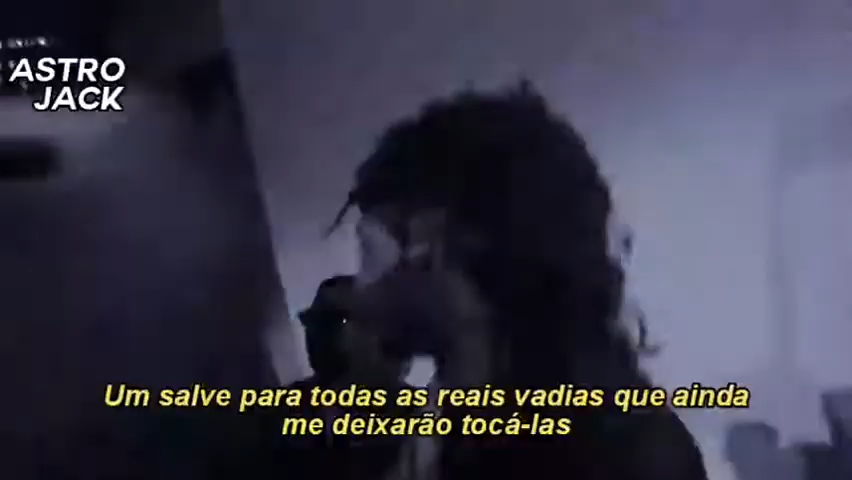 ASTRO
JACK
Um salve para todas as reais vadias que ainda
me deixarão tocá-las